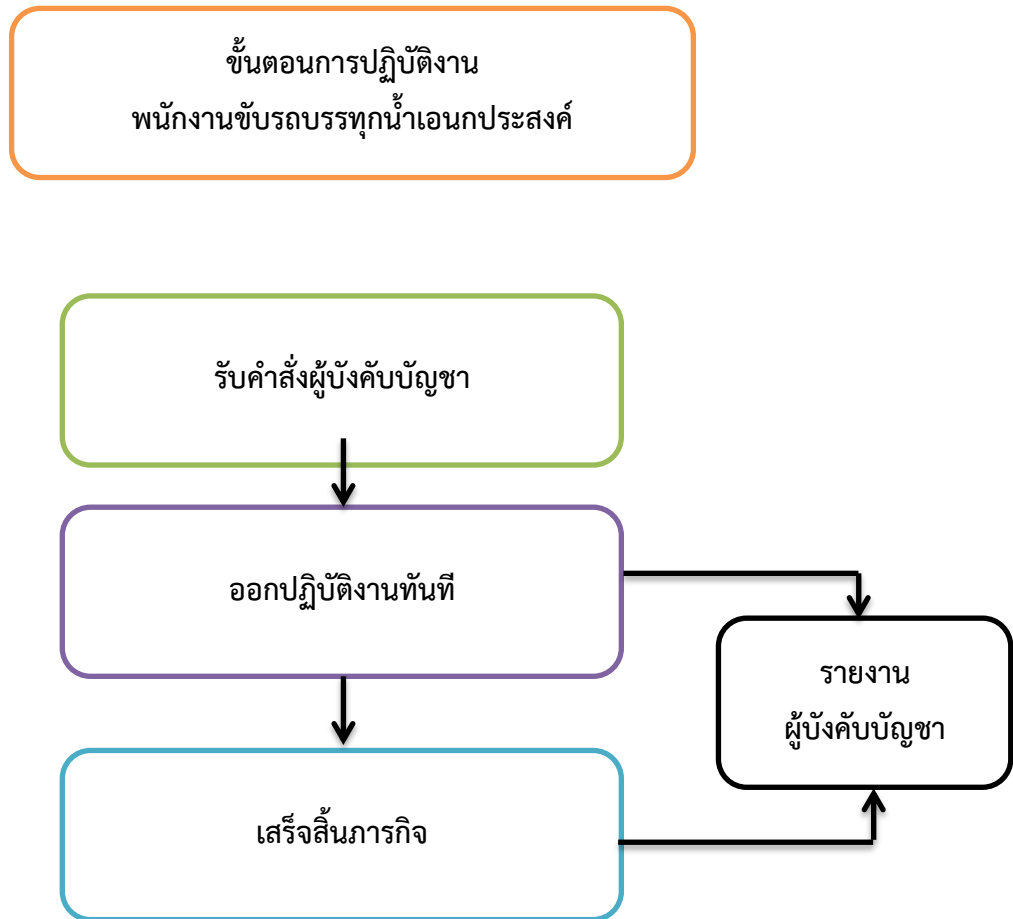 ขั้นตอนการปฏิบัติงาน
พนักงานขับรถบรรทุกน้ำเอนกประสงค์
รับคำสั่งผู้บังคับบัญชา
ออกปฏิบัติงานทันที
รายงาน
ผู้บังคับบัญชา
เสร็จสิ้นภารกิจ